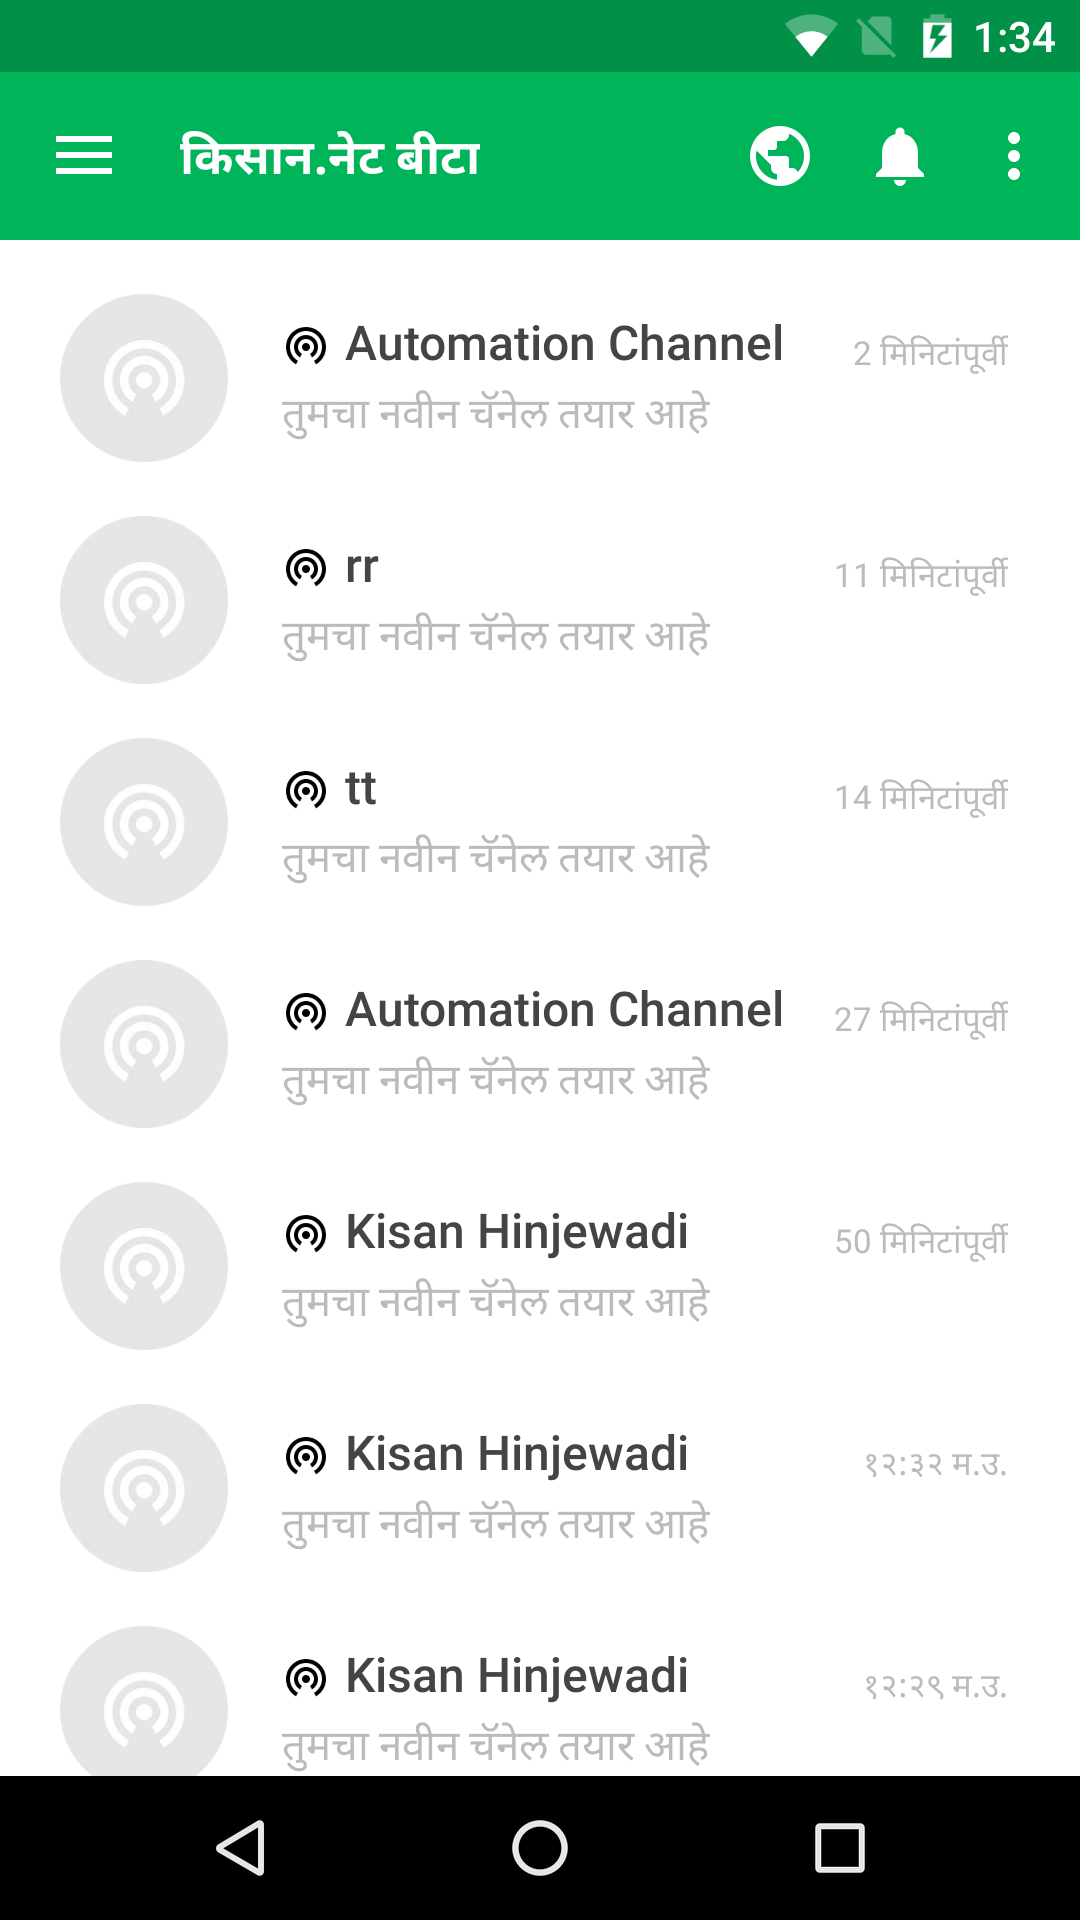 1:34
किसान.नेट बीटा
Automation Channel
2 मिनिटांपूर्वी
तुमचा नवीन चॅनेल तयार आहे
rr
11 मिनिटांपूर्वी
तुमचा नवीन चॅनेल तयार आहे
tt
14 मिनिटांपूर्वी
तुमचा नवीन चॅनेल तयार आहे
Automation Channel
27 मिनिटांपूर्वी
तुमचा नवीन चॅनेल तयार आहे
Kisan Hinjewadi
50 मिनिटांपूर्वी
तुमचा नवीन चॅनेल तयार आहे
Kisan Hinjewadi
१२:३२ म.उ.
तुमचा नवीन चॅनेल तयार आहे
Kisan Hinjewadi
१२:२९ म.उ.
तुमचा नवीन चॅनेल तयार आहे